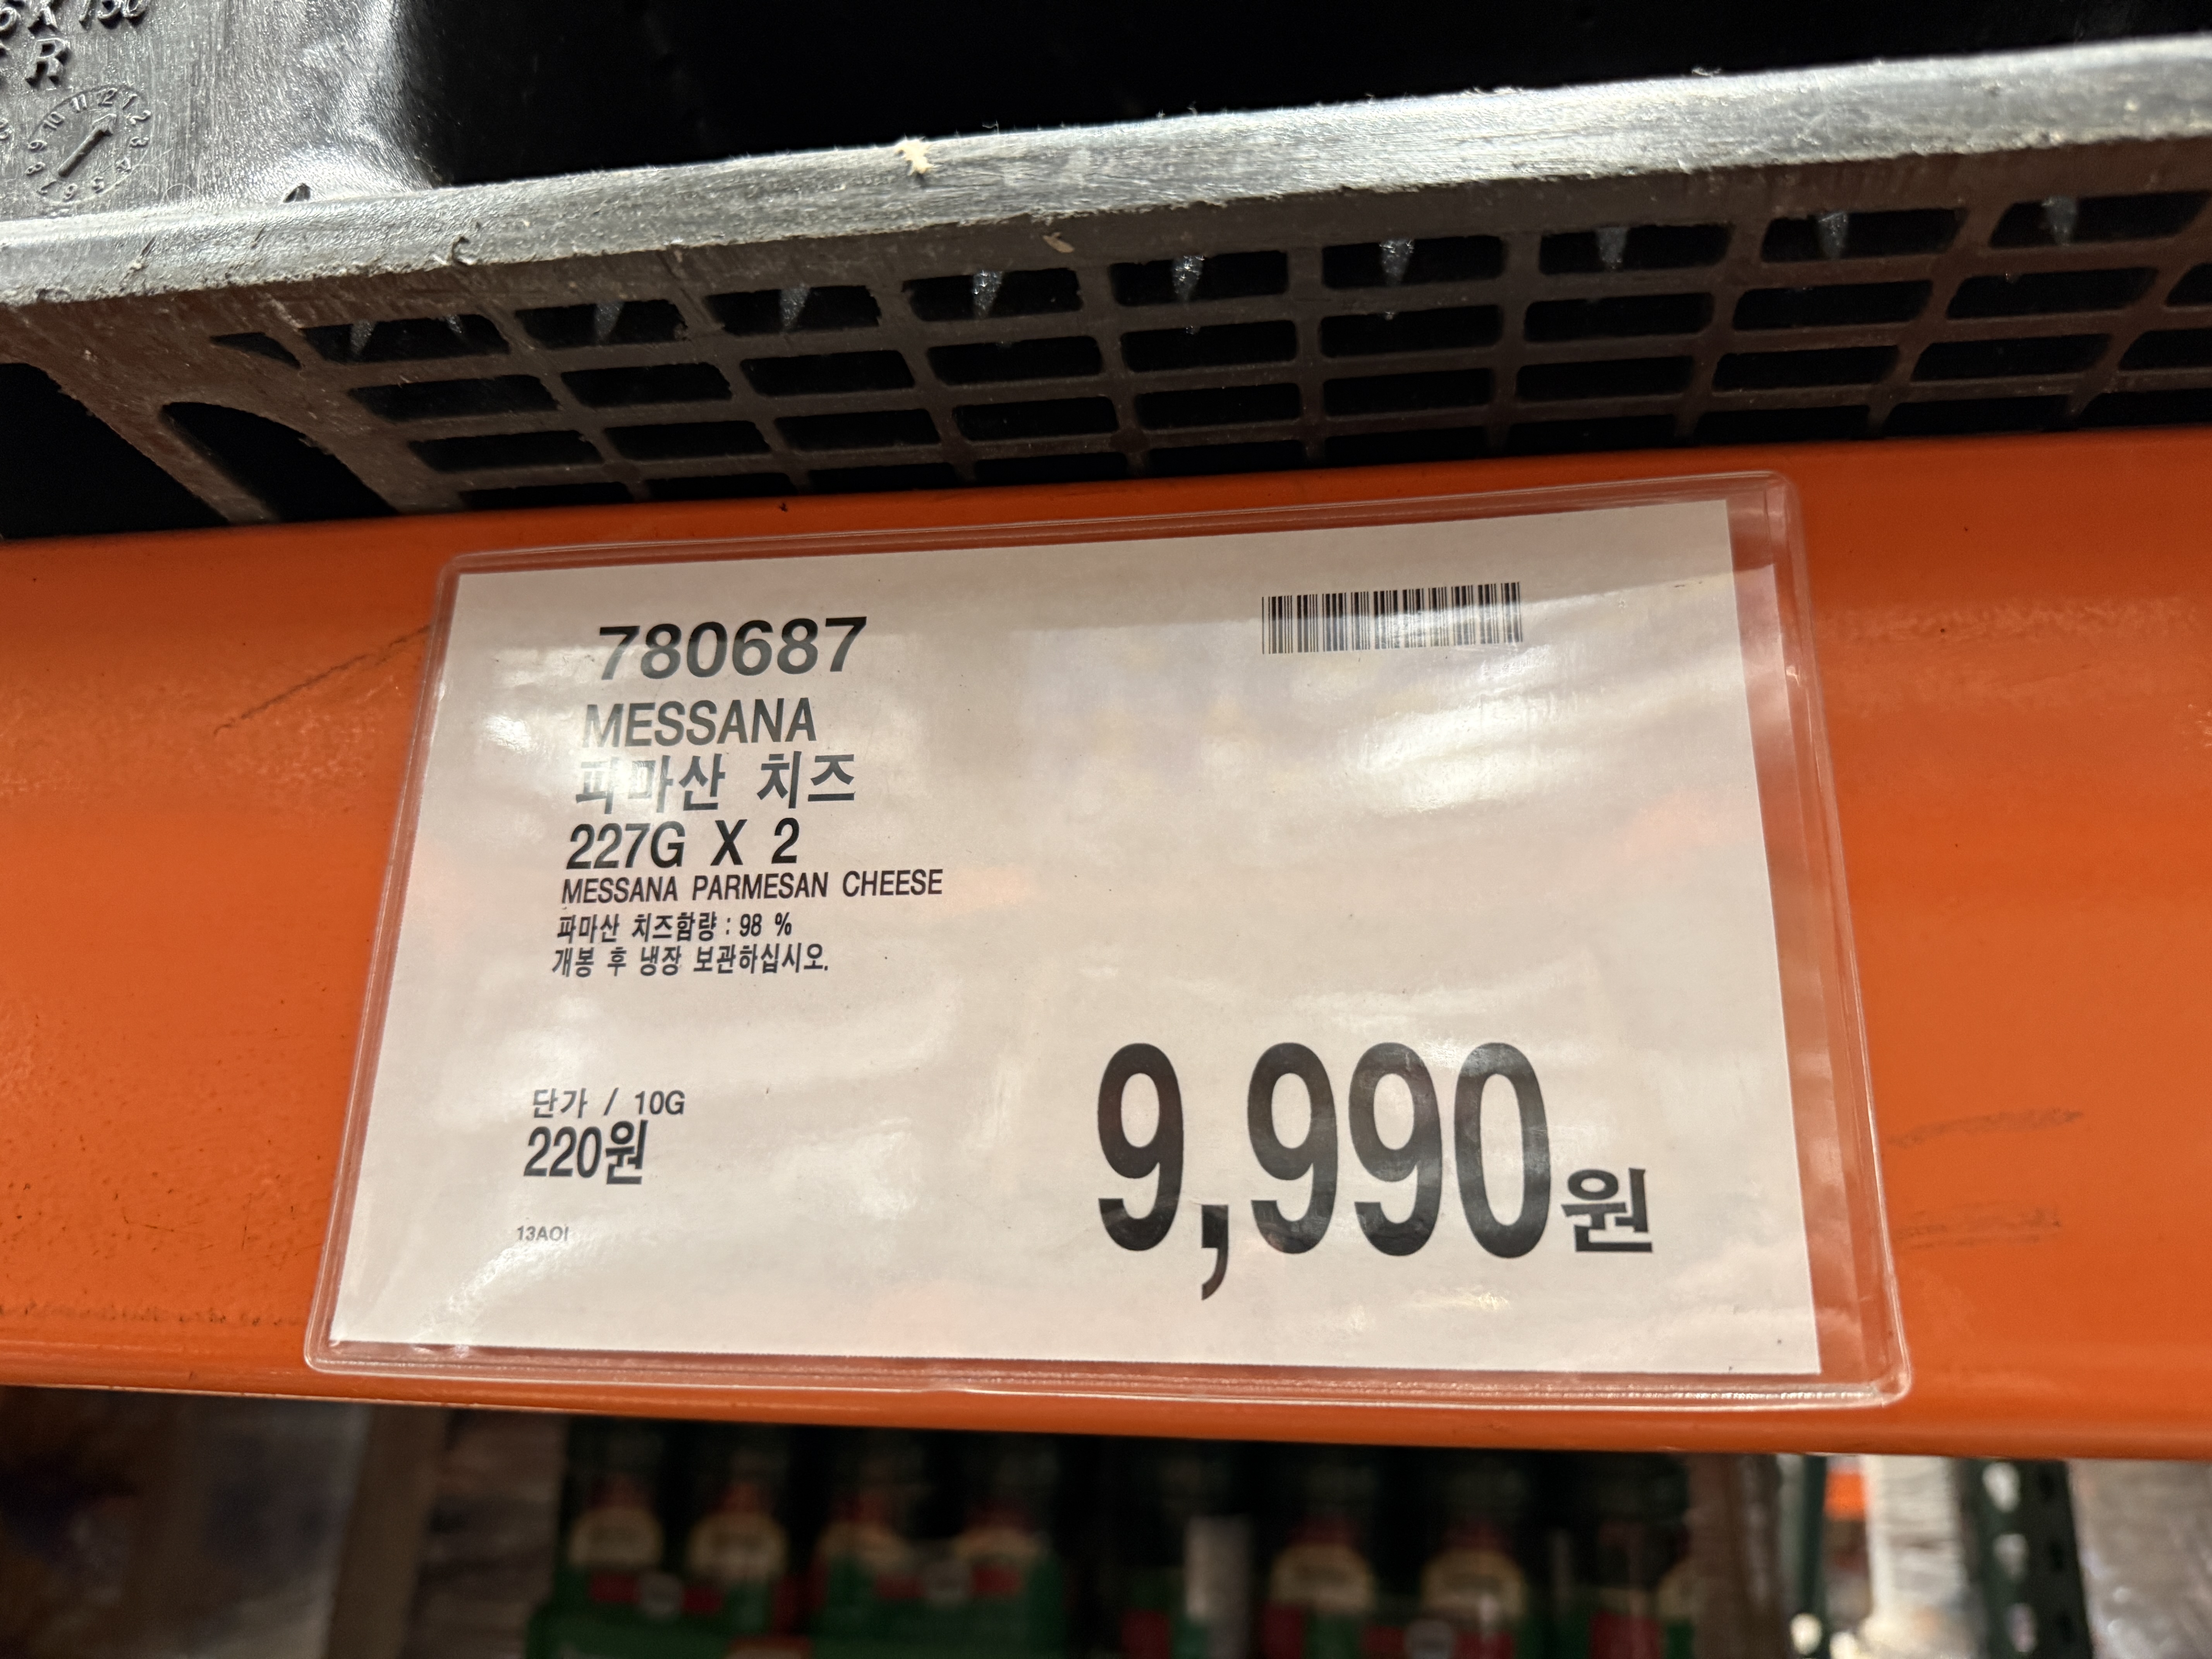 780687
MESSANA
파마산 치즈
227G X 2
MESSANA PARMESAN CHEESE
파마산 치즈함량 : 98 %
개봉 후 냉장 보관하십시오.
단가 / 10G
220원
9,990원
13AOI